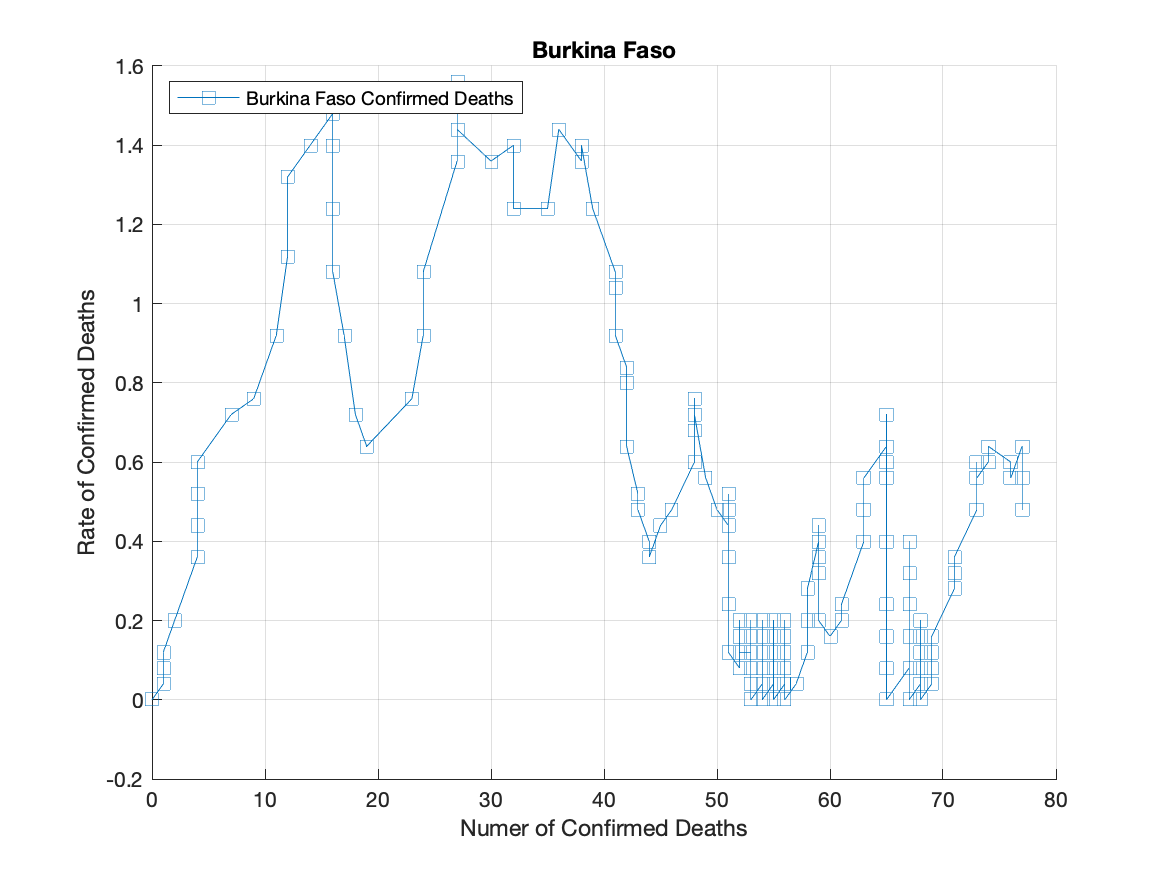 Burkina Faso
Burkina Faso Confirmed Deaths
1.6
1.4
1.2
1
0.8
0.6
0.4
0.2
0
-0.2
Rate of Confirmed Deaths
0 10 20 30 40 50 60 70 80
Numer of Confirmed Deaths